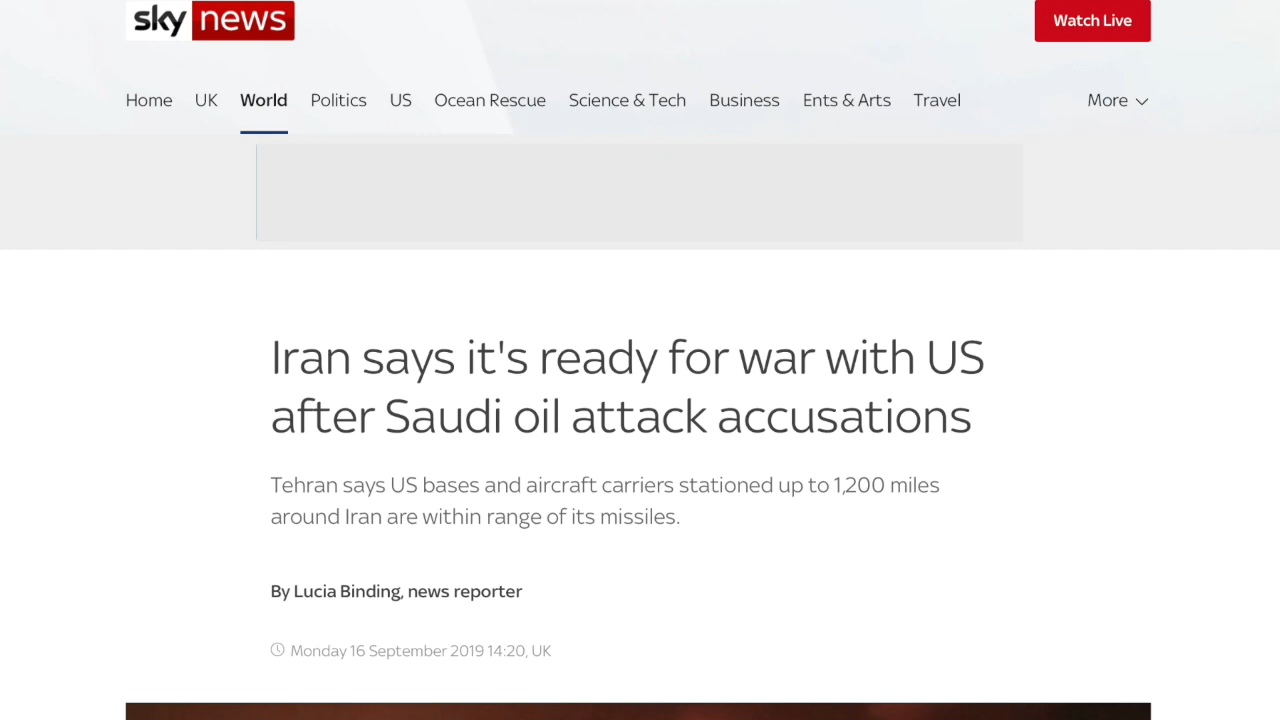 sky news
Watch Live
Home UK World Politics US Ocean Rescue Science & Tech Business Ents & Arts Travel More
Iran says it's ready for war with US
after Saudi oil attack accusations
Tehran says US bases and aircraft carriers stationed up to 1,200 miles
around Iran are within range of its missiles.
By Lucia Binding, news reporter
Monday 16 September 2019 14:20, UK